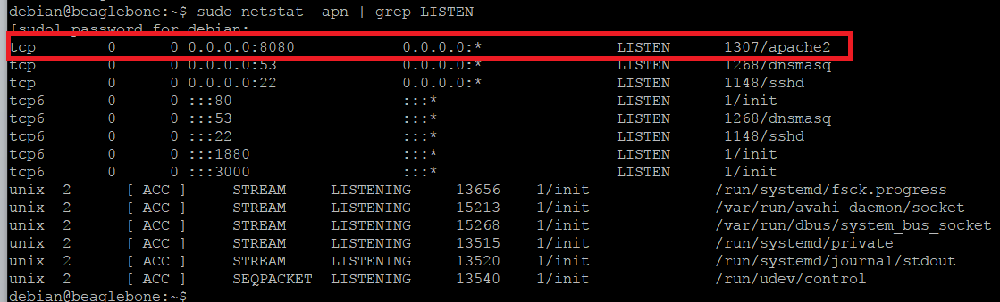 debian@beaglebone:~$ sudo netstat -apn | grep LISTEN
[sudo] password for debian:
tcp 0 0 0.0.0.0:8080 0.0.0.0:* LISTEN 1307/apache2
tcp 0 0 0.0.0.0:53 0.0.0.0:* LISTEN 1268/dnsmasq
tcp 0 0 0.0.0.0:22 0.0.0.0:* LISTEN 1148/sshd
tcp6 0 0 :::80 :::* LISTEN 1/init
tcp6 0 0 :::53 :::* LISTEN 1268/dnsmasq
tcp6 0 0 :::22 :::* LISTEN 1148/sshd
tcp6 0 0 :::1880 :::* LISTEN 1/init
tcp6 0 0 :::3000 :::* LISTEN 1/init
unix 2 [ ACC ] STREAM LISTENING 13656 1/init /run/systemd/fsck.progress
unix 2 [ ACC ] STREAM LISTENING 15213 1/init /var/run/avahi-daemon/socket
unix 2 [ ACC ] STREAM LISTENING 15268 1/init /var/run/dbus/system_bus_socket
unix 2 [ ACC ] STREAM LISTENING 13515 1/init /run/systemd/private
unix 2 [ ACC ] STREAM LISTENING 13520 1/init /run/systemd/journal/stdout
unix 2 [ ACC ] SEQPACKET LISTENING 13540 1/init /run/udev/control
debian@beaglebone:~$